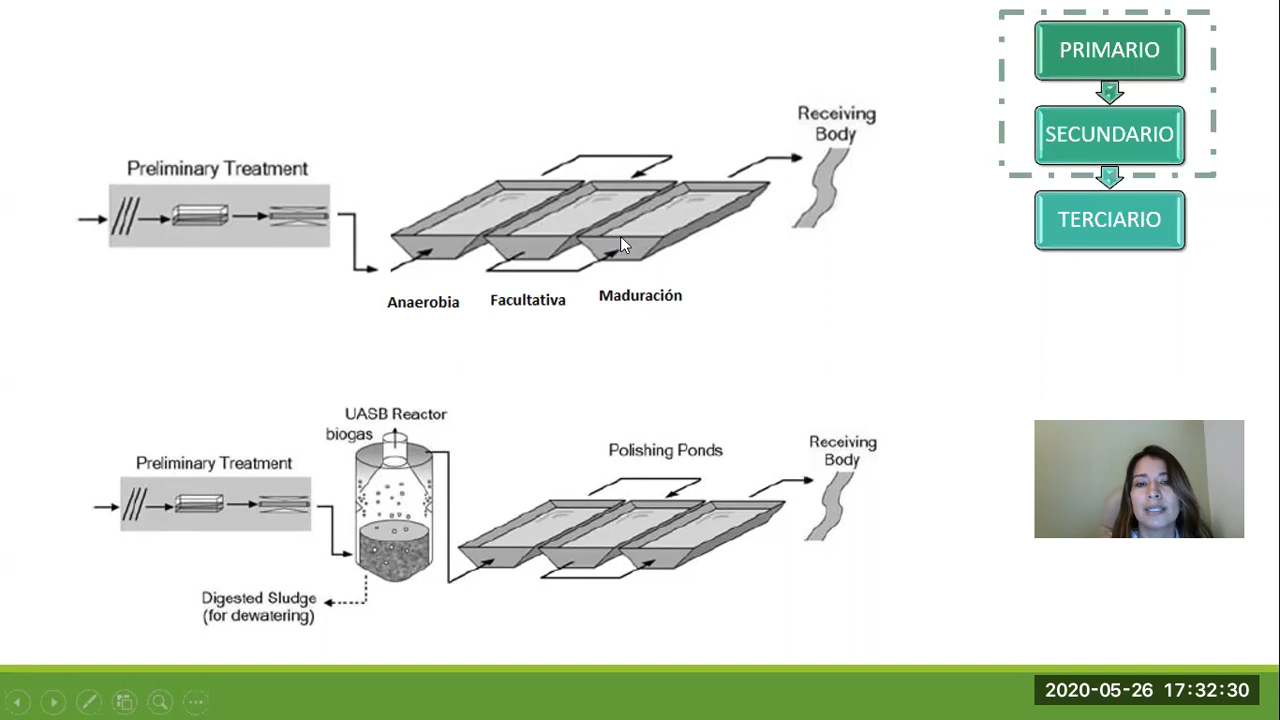 PRIMARIO
SECUNDARIO
TERCIARIO
Receiving
Body
Preliminary Treatment
Anaerobia
Facultativa
Maduración
UASB Reactor
biogas
Preliminary Treatment
Polishing Ponds
Receiving
Body
Digested Sludge
(for dewatering)
2020-05-26 17:32:30